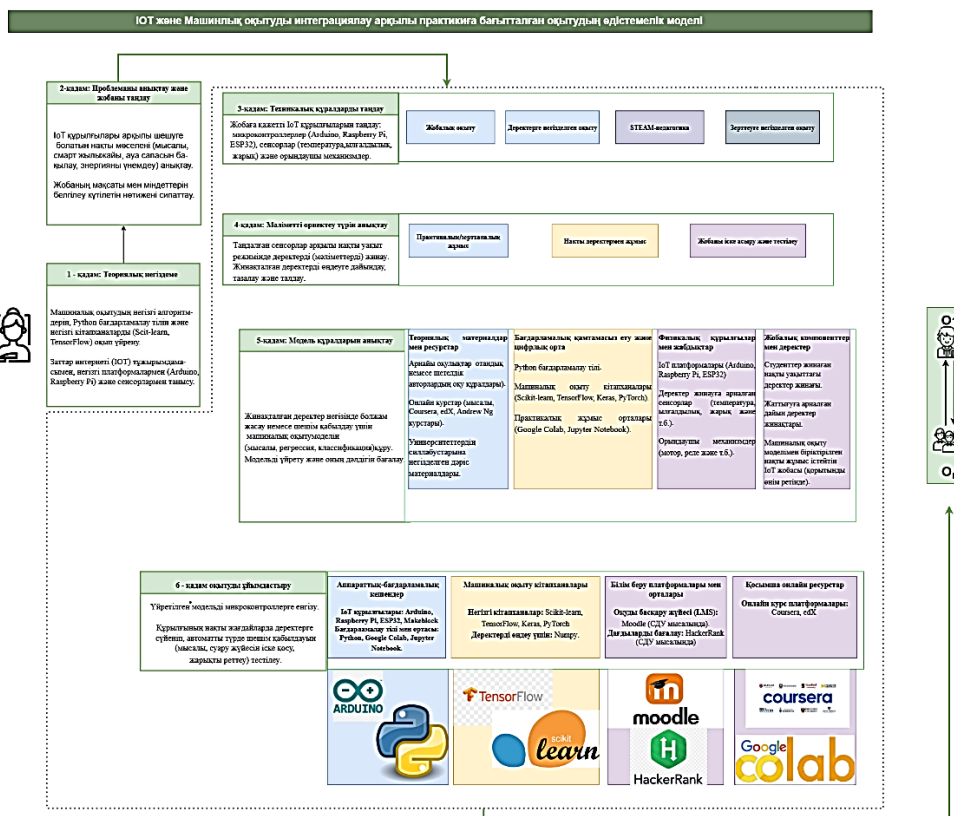 IOT және Машинлық оқытуды интеграциялау арқылы практикиға бағытталған оқытудың әдістемелік моделі
2-қадам: Проблеманы анықтау және
жобаны таңдау
IoT құрылғылары арқылы шешуге
болатын нақты мәселені (мысалы,
смарт жылыжайы, ауа сапасын ба-
қылау, энергияны үнемдеу) анықтау.
Жобаның мақсаты мен міндеттерін
белгілеу күтілетін нәтижені сипаттау.
1 - қадам: Теориялық негіздеме
Машиналық оқытудың негізгі алгоритм-
дерін, Python бағдарламалау тілін және
негізгі кітапханаларды (Scit-learn,
TensorFlow) оқып үйрену.
Заттар интернеті (IOT) тұжырымдама-
сымен, негізгі платформалармен (Arduino,
Raspberry Pi) және сенсорлармен танысу.
3-қадам: Техникалық құралдарды таңдау
Жобаға қажетті IoT құрылғыларын таңдау:
микроконтроллерлер (Arduino, Raspberry Pi,
ESP32), сенсорлар (температура,ылғалдылық,
жарық) және орындаушы механизмдер.
Жобалық оқыту
Деректерге негізделген оқыту
STEAM-педагогика
Зерттеуге негізделген оқыту
4-қадам: Мәліметті өрнектеу түрін анықтау
Таңдалған сенсорлар арқылы нақты уақыт
режимінде деректерді (мәліметтерді) жинау.
Жинақталған деректерді өңдеуге дайындау,
тазалау және талдау.
Практикалық/зертханалық
жұмыс
Нақты деректермен жұмыс
Жобаны іске асыру және тестілеу
5-қадам: Модель құралдарын анықтау
Жинақталған деректер негізінде болжам
жасау немесе шешім қабылдау үшін
машиналық оқытумоделін
(мысалы, регрессия, классификация)құру.
Модельді үйрету және оның дәлдігін бағалау
Теориялық материалдар
мен ресурстар
Арнайы оқулықтар отандық
немесе шетелдік
авторлардың оқу құралдары).
Онлайн курстар (мысалы,
Coursera, edX, Andrew Ng
курстары).
Университеттердің
силлабустарына
негізделген дәріс
материалдары.
Бағдарламалық қамтамасыз ету және
цифрлық орта
Python бағдарламалау тілі.
Машиналық оқыту кітапханалары
(Scikit-learn, TensorFlow, Keras, PyTorch).
Практикалық жұмыс орталары
(Google Colab, Jupyter Notebook).
Физикалық құрылғылар
мен жабдықтар
IoT платформалары (Arduino,
Raspberry Pi, ESP32)
Деректер жинауға арналған
сенсорлар (температура,
ылғалдылық, жарық және
т.б.).
Орындаушы механизмдер
(мотор, реле және т.б.).
Жобалық компоненттер
мен деректер
Студенттер жинаған
нақты уақыттағы
деректер жинағы.
Жаттығуға арналған
дайын деректер
жинақтары.
Машиналық оқыту
моделімен біріктірілген
нақты жұмыс істейтін
IoT жобасы (қорытынды
өнім ретінде).
6 - қадам оқытуды ұйымдастыру
Үйретілген модельді микроконтроллерге енгізу.
Құрылғының нақты жағдайларда деректерге
сүйеніп, автоматты түрде шешім қабылдауын
(мысалы, суару жүйесін іске қосу,
жарықты реттеу) тестілеу.
Аппараттық-бағдарламалық
кешендер
IoT құрылғылары: Arduino,
Raspberry Pi, ESP32, Makeblock
Бағдарламалау тілі мен ортасы:
Python, Google Colab, Jupyter
Notebook.
Машиналық оқыту кітапханалары
Негізгі кітапханалар: Scikit-learn,
TensorFlow, Keras, PyTorch
Деректерді өңдеу үшін: Numpy.
Білім беру платформалары мен
орталары
Оқуды басқару жүйесі (LMS):
Moodle (СДУ мысалында).
Дағдыларды бағалау: HackerRank
(СДУ мысалында)
Қосымша онлайн ресурстар
Онлайн курс платформалары:
Coursera, edX
ARDUINO
TensorFlow
scikit
learn
moodle
HackerRank
coursera
Google
colab